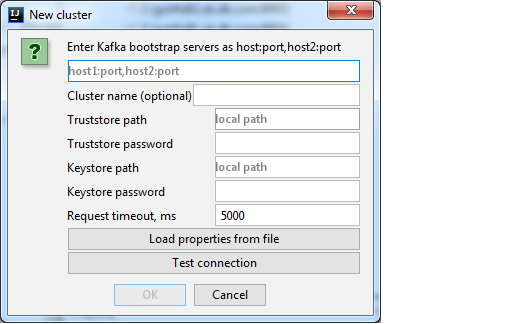 IJ New cluster
Enter Kafka bootstrap servers as host:port,host2:port
?
host1:port,host2:port
Cluster name (optional)
Truststore path local path
Truststore password
Keystore path local path
Keystore password
Request timeout, ms 5000
Load properties from file
Test connection
OK Cancel